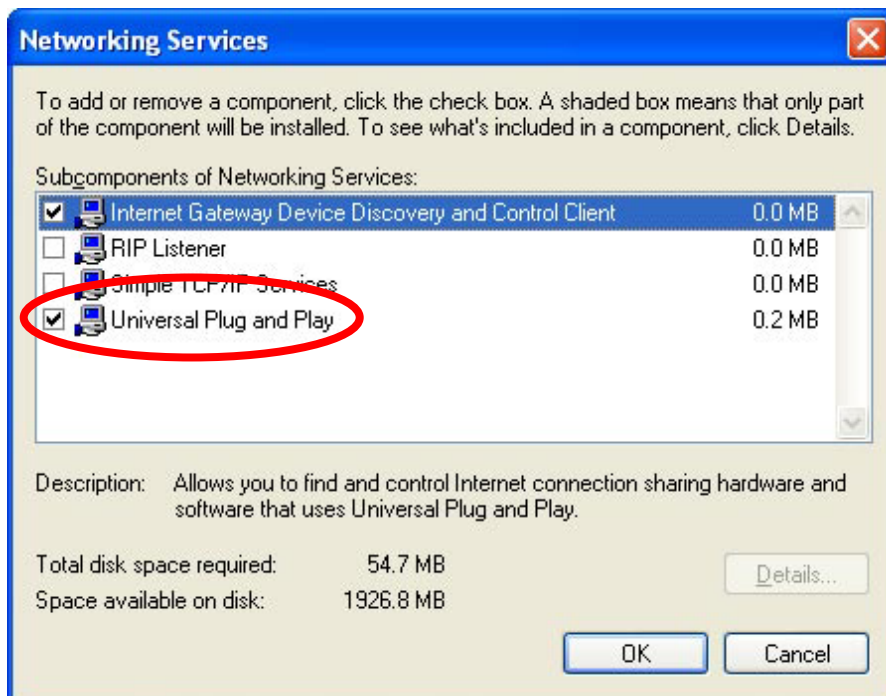 Networking Services
To add or remove a component, click the check box. A shaded box means that only part
of the component will be installed. To see what's included in a component, click Details.
Subcomponents of Networking Services:
Internet Gateway Device Discovery and Control Client 0.0 MB
RIP Listener 0.0 MB
Simple TCP/IP Services 0.0 MB
Universal Plug and Play 0.2 MB
Description: Allows you to find and control Internet connection sharing hardware and
software that uses Universal Plug and Play.
Total disk space required: 54.7 MB
Space available on disk: 1926.8 MB
Details...
OK Cancel